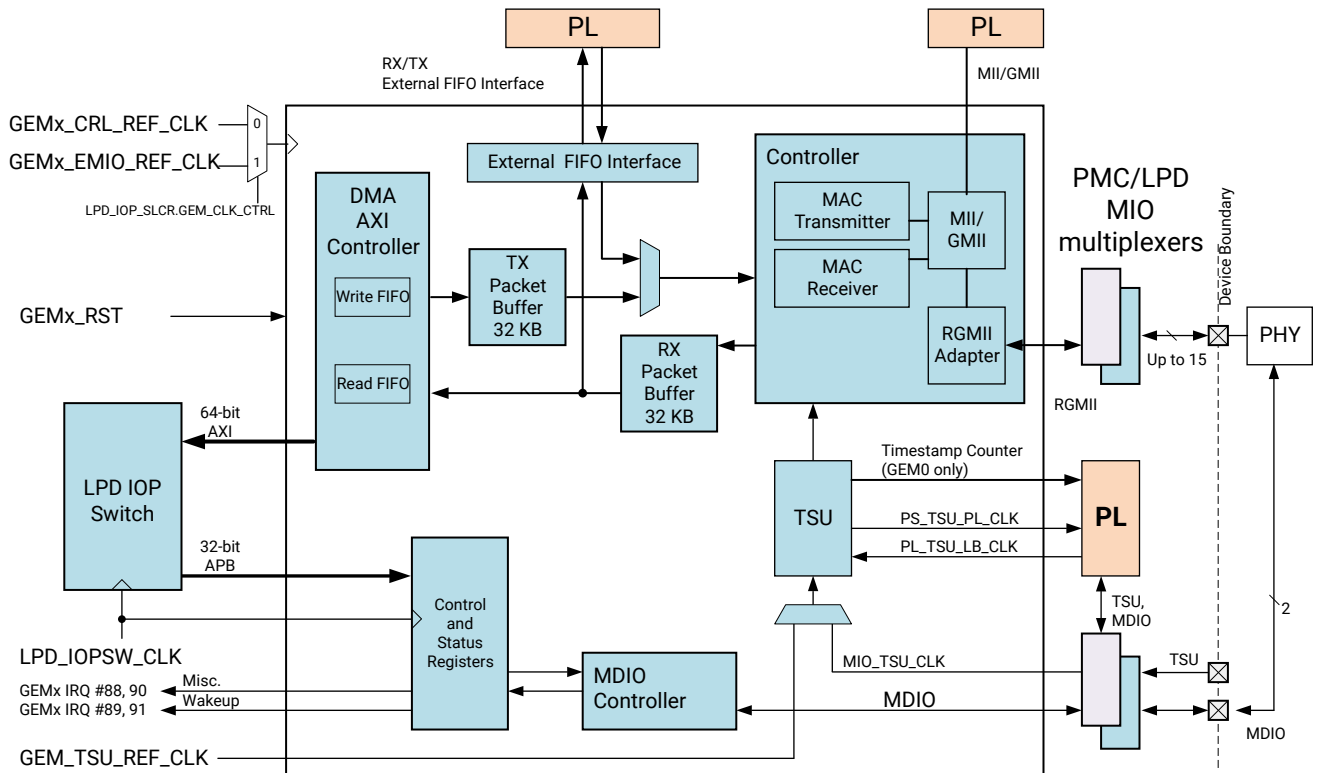 PL
PL
RX/TX
External FIFO Interface
MII/GMII
GEMx_CRL_REF_CLK
0
GEMx_EMIO_REF_CLK
1
LPD_IOP_SLCR.GEM_CLK_CTRL
External FIFO Interface
Controller
DMA
AXI
Controller
MAC
Transmitter
MII/
GMII
PMC/LPD
MIO
multiplexers
Device Boundary
TX
Packet
Buffer
32 KB
MAC
Receiver
Write FIFO
GEMx_RST
RGMII
Adapter
PHY
Up to 15
RX
Packet
Buffer
32 KB
Read FIFO
RGMII
64-bit
AXI
LPD IOP
Switch
Timestamp Counter
(GEM0 only)
TSU
PS_TSU_PL_CLK
PL
PL_TSU_LB_CLK
32-bit
APB
Control
and
Status
Registers
TSU,
MDIO
2
LPD_IOPSW_CLK
MIO_TSU_CLK
TSU
GEMx IRQ #88, 90
Misc.
GEMx IRQ #89, 91
Wakeup
MDIO
Controller
MDIO
MDIO
GEM_TSU_REF_CLK